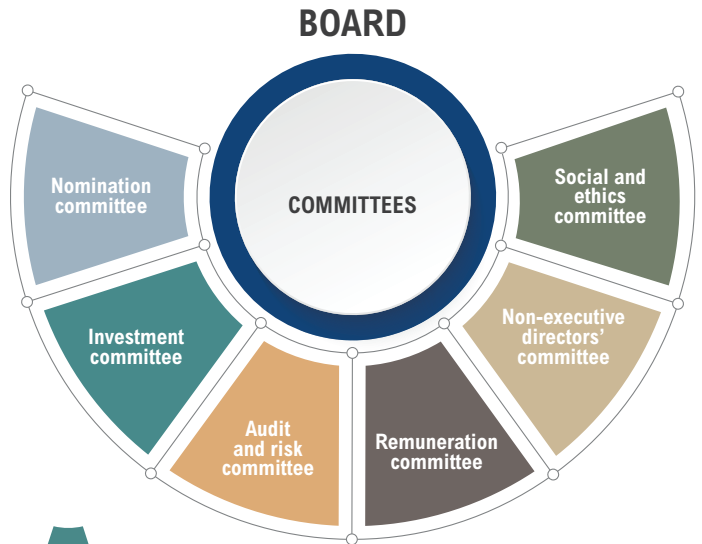 BOARD
COMMITTEES
Nomination
committee
Investment
committee
Audit
and risk
committee
Remuneration
committee
Non-executive
directors’
committee
Social and
ethics
committee